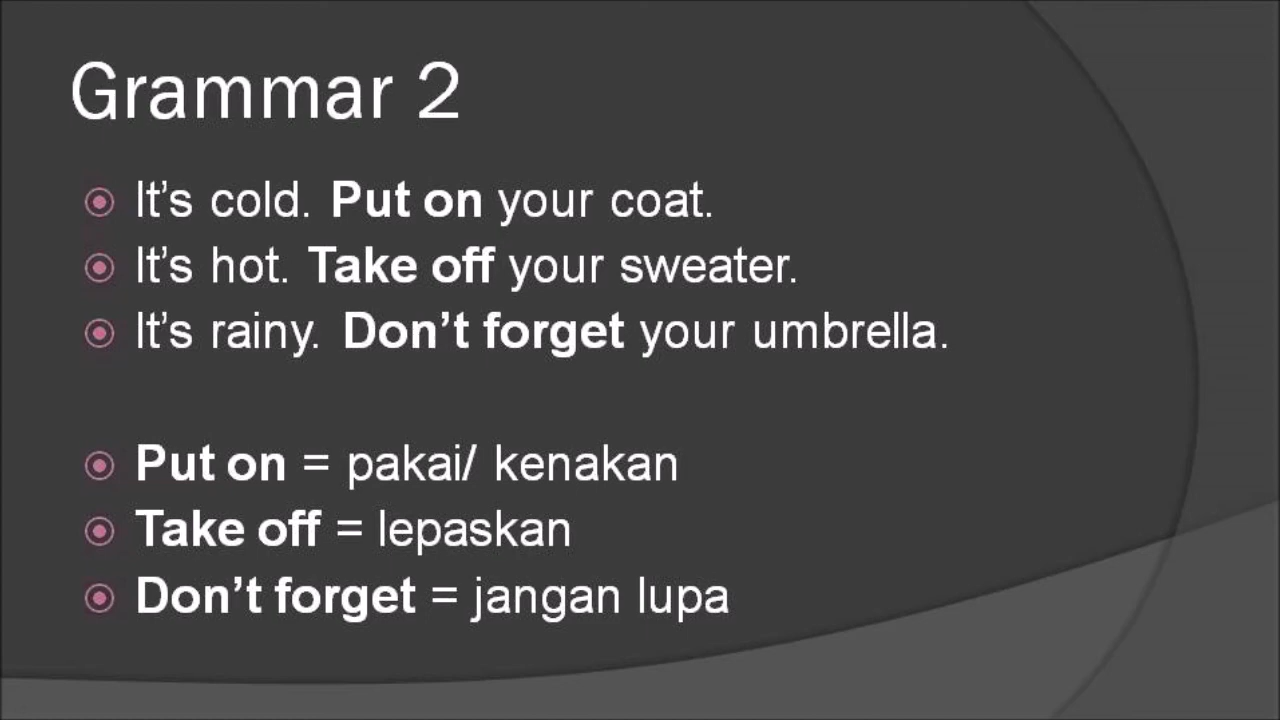 Grammar 2
It's cold. Put on your coat.
It's hot. Take off your sweater.
It's rainy. Don't forget your umbrella.
Put on = pakai/ kenakan
Take off = lepaskan
Don't forget = jangan lupa